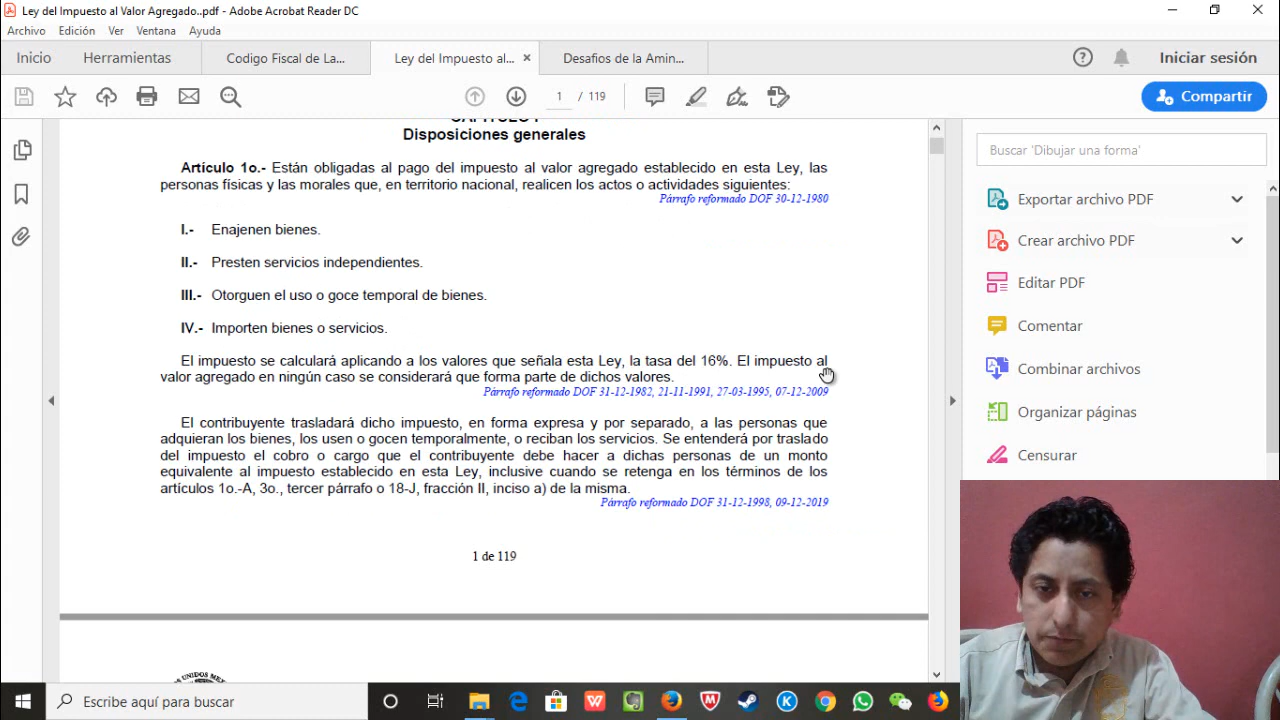 Ley del Impuesto al Valor Agregado..pdf - Adobe Acrobat Reader DC
Archivo Edición Ver Ventana Ayuda
Inicio Herramientas Codigo Fiscal de La... Ley del Impuesto al... × Desafios de la Amin... Iniciar sesión
1 / 119 Compartir
CAPITULO I
Disposiciones generales
Artículo 1o.- Están obligadas al pago del impuesto al valor agregado establecido en esta Ley, las
personas físicas y las morales que, en territorio nacional, realicen los actos o actividades siguientes:
Párrafo reformado DOF 30-12-1980
I.- Enajenen bienes.
II.- Presten servicios independientes.
III.- Otorguen el uso o goce temporal de bienes.
IV.- Importen bienes o servicios.
El impuesto se calculará aplicando a los valores que señala esta Ley, la tasa del 16%. El impuesto al
valor agregado en ningún caso se considerará que forma parte de dichos valores.
Párrafo reformado DOF 31-12-1982, 21-11-1991, 27-03-1995, 07-12-2009
El contribuyente trasladará dicho impuesto, en forma expresa y por separado, a las personas que
adquieran los bienes, los usen o gocen temporalmente, o reciban los servicios. Se entenderá por traslado
del impuesto el cobro o cargo que el contribuyente debe hacer a dichas personas de un monto
equivalente al impuesto establecido en esta Ley, inclusive cuando se retenga en los términos de los
artículos 1o.-A, 3o., tercer párrafo o 18-J, fracción II, inciso a) de la misma.
Párrafo reformado DOF 31-12-1998, 09-12-2019
1 de 119
Buscar 'Dibujar una forma'
Exportar archivo PDF
Crear archivo PDF
Editar PDF
Comentar
Combinar archivos
Organizar páginas
Censurar
Escribe aquí para buscar